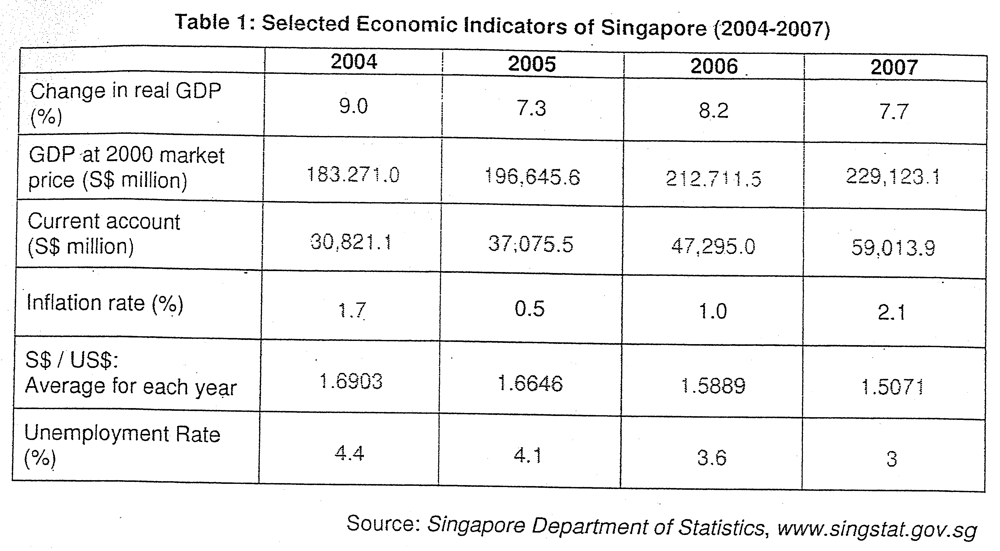 Table 1: Selected Economic Indicators of Singapore (2004-2007)
2004 2005 2006 2007
Change in real GDP
(%) 9.0 7.3 8.2 7.7
GDP at 2000 market
price (S$ million) 183.271.0 196,645.6 212.711.5 229,123.1
Current account
(S$ million) 30,821.1 37,075.5 47,295.0 59,013.9
Inflation rate (%) 1.7 0.5 1.0 2.1
S$ / US$:
Average for each year 1.6903 1.6646 1.5889 1.5071
Unemployment Rate
(%) 4.4 4.1 3.6 3
Source: Singapore Department of Statistics, www.singstat.gov.sg